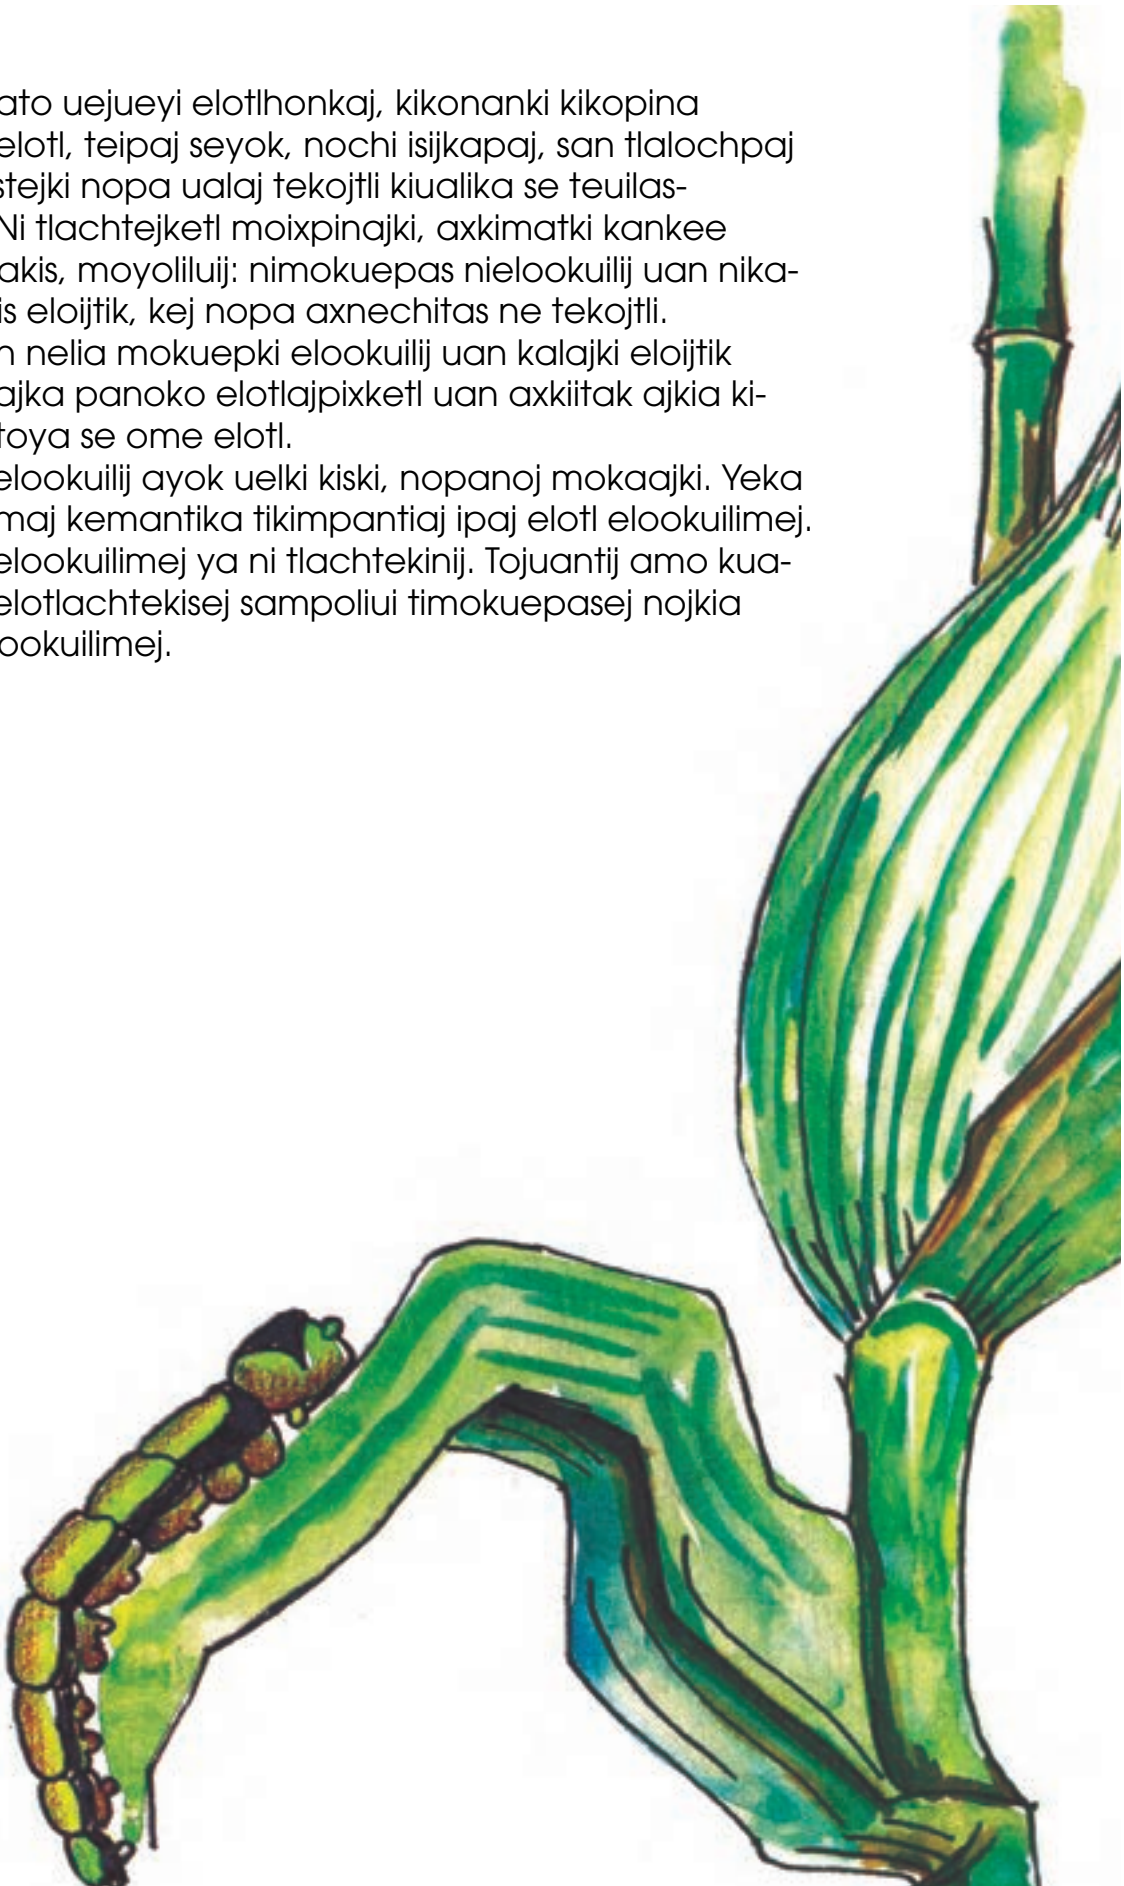 ato uejueyi elotlhonkaj, kikonanki kikopina
elotl, teipaj seyok, nochi isijkapaj, san tlalochpaj
stejki nopa ualaj tekojtli kiualika se teuilas-
Ni tlachtejketl moixpinajki, axkimatki kankee
akis, moyoliluij: nimokuepas nielookuilij uan nika-
is eloijtik, kej nopa axnechitas ne tekojtli.
n nelia mokuepki elookuilij uan kalajki eloijtik
ajka panoko elotlajpixketl uan axkiitak ajkia ki-
toya se ome elotl.
elookuilij ayok uelki kiski, nopanoj mokaajki. Yeka
maj kemantika tikimpantiaj ipaj elotl elookuilimej.
elookuilimej ya ni tlachtekinij. Tojuantij amo kua-
elotlachtekisej sampoliui timokuepasej nojkia
ookuilimej.